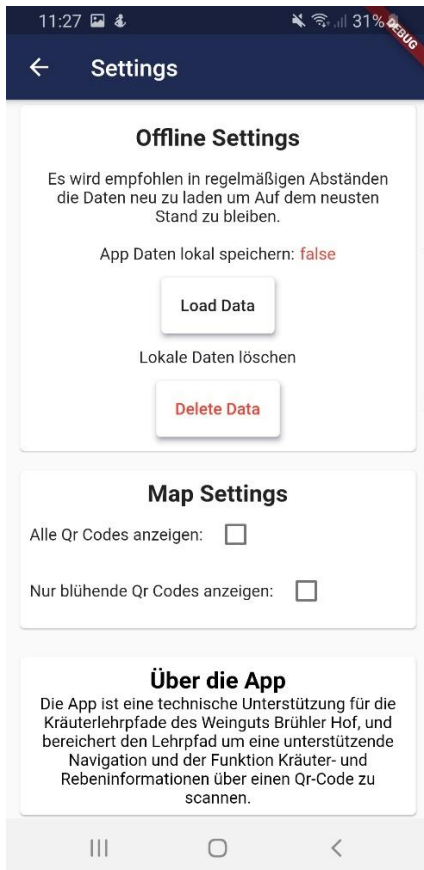 11:27
31%
DEBUG
Settings
Offline Settings
Es wird empfohlen in regelmäßigen Abständen
die Daten neu zu laden um Auf dem neusten
Stand zu bleiben.
App Daten lokal speichern: false
Load Data
Lokale Daten löschen
Delete Data
Map Settings
Alle Qr Codes anzeigen:
Nur blühende Qr Codes anzeigen:
Über die App
Die App ist eine technische Unterstützung für die
Kräuterlehrpfade des Weinguts Brühler Hof, und
bereichert den Lehrpfad um eine unterstützende
Navigation und der Funktion Kräuter- und
Rebeninformationen über einen Qr-Code zu
scannen.